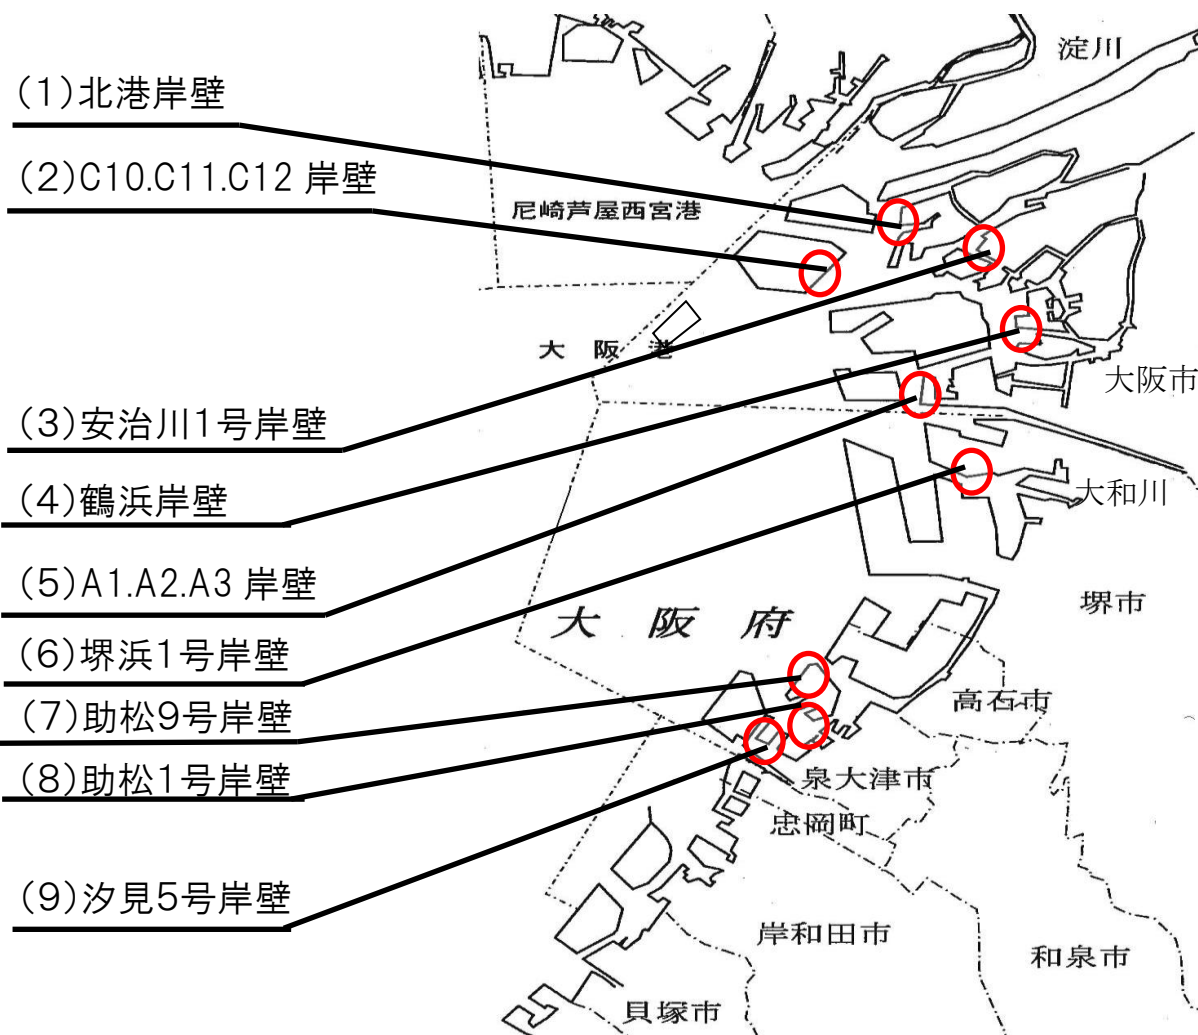 (1)北港岸壁
(2)C10.C11.C12 岸壁
(3)安治川1号岸壁
(4)鶴浜岸壁
(5)A1.A2.A3 岸壁
(6)堺浜1号岸壁
(7)助松9号岸壁
(8)助松1号岸壁
(9)汐見5号岸壁
淀川
尼崎芦屋西宮港
大阪港
大阪市
大和川
堺市
大阪府
高石市
泉大津市
忠岡町
岸和田市
和泉市
貝塚市